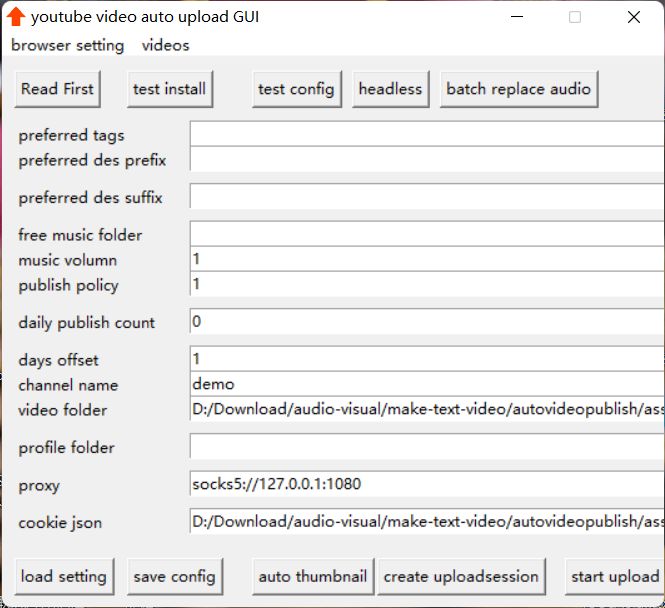 youtube video auto upload GUI
browser setting videos
Read First test install test config headless batch replace audio
preferred tags
preferred des prefix
preferred des suffix
free music folder
music volumn 1
publish policy 1
daily publish count 0
days offset 1
channel name demo
video folder D:/Download/audio-visual/make-text-video/autovideopublish/ass
profile folder
proxy socks5://127.0.0.1:1080
cookie json D:/Download/audio-visual/make-text-video/autovideopublish/ass
load setting save config auto thumbnail create uploadsession start upload